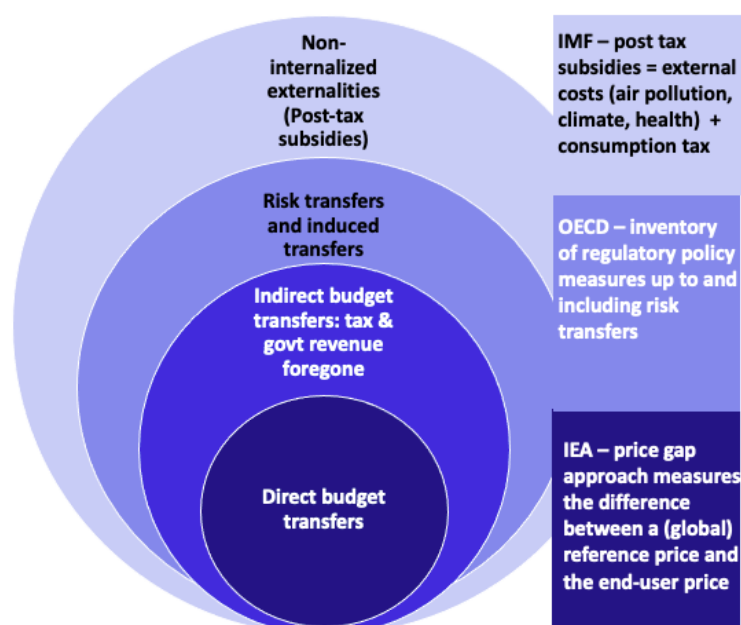 Non-
internalized
externalities
(Post-tax
subsidies)
Risk transfers
and induced
transfers
Indirect budget
transfers: tax &
govt revenue
foregone
Direct budget
transfers
IMF – post tax
subsidies = external
costs (air pollution,
climate, health)  +
consumption tax
OECD – inventory
of regulatory policy
measures up to and
including risk
transfers
IEA – price gap
approach measures
the difference
between a (global)
reference price and
the end-user price